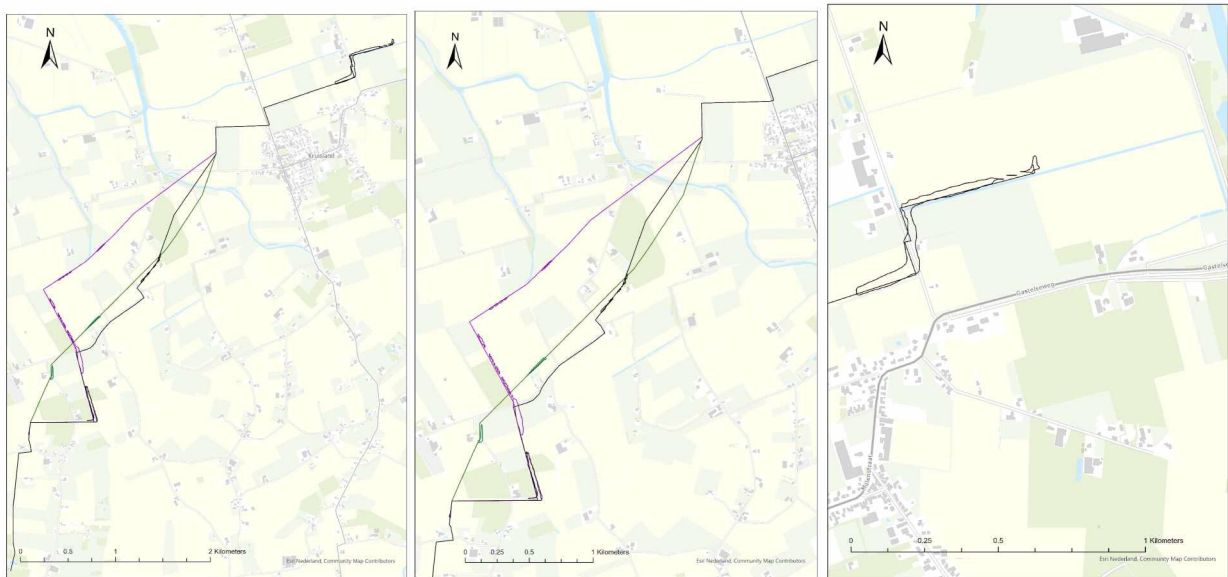 N
Kruisland
0 0.5 1 2 Kilometers
Esri Nederland, Community Map Contributors
N
0 0.25 0.5 1 Kilometers
Esri Nederland, Community Map Contributors
N
Gastelseweg
Gastelsew
0 0.25 0.5 1 Kilometers
Esri Nederland, Community Map Contributors